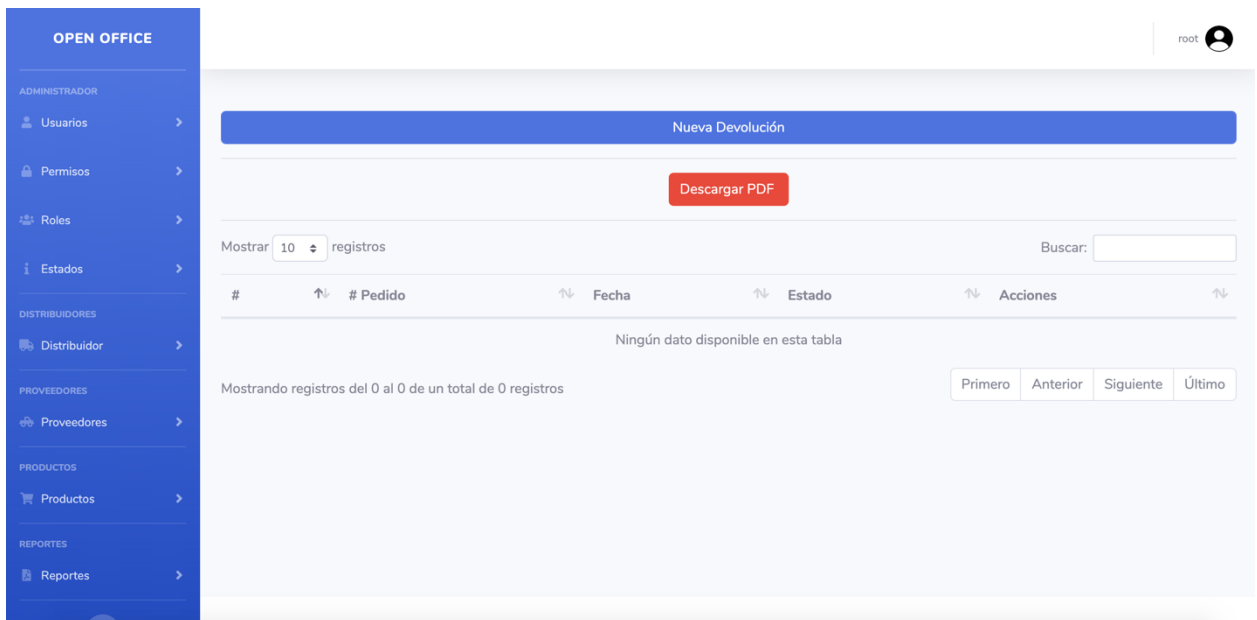 OPEN OFFICE
root
ADMINISTRADOR
Usuarios
Permisos
Roles
Estados
DISTRIBUIDORES
Distribuidor
PROVEEDORES
Proveedores
PRODUCTOS
Productos
REPORTES
Reportes
Nueva Devolución
Descargar PDF
Mostrar 10 registros
Buscar:
# # Pedido Fecha Estado Acciones
Ningún dato disponible en esta tabla
Mostrando registros del 0 al 0 de un total de 0 registros
Primero Anterior Siguiente Último